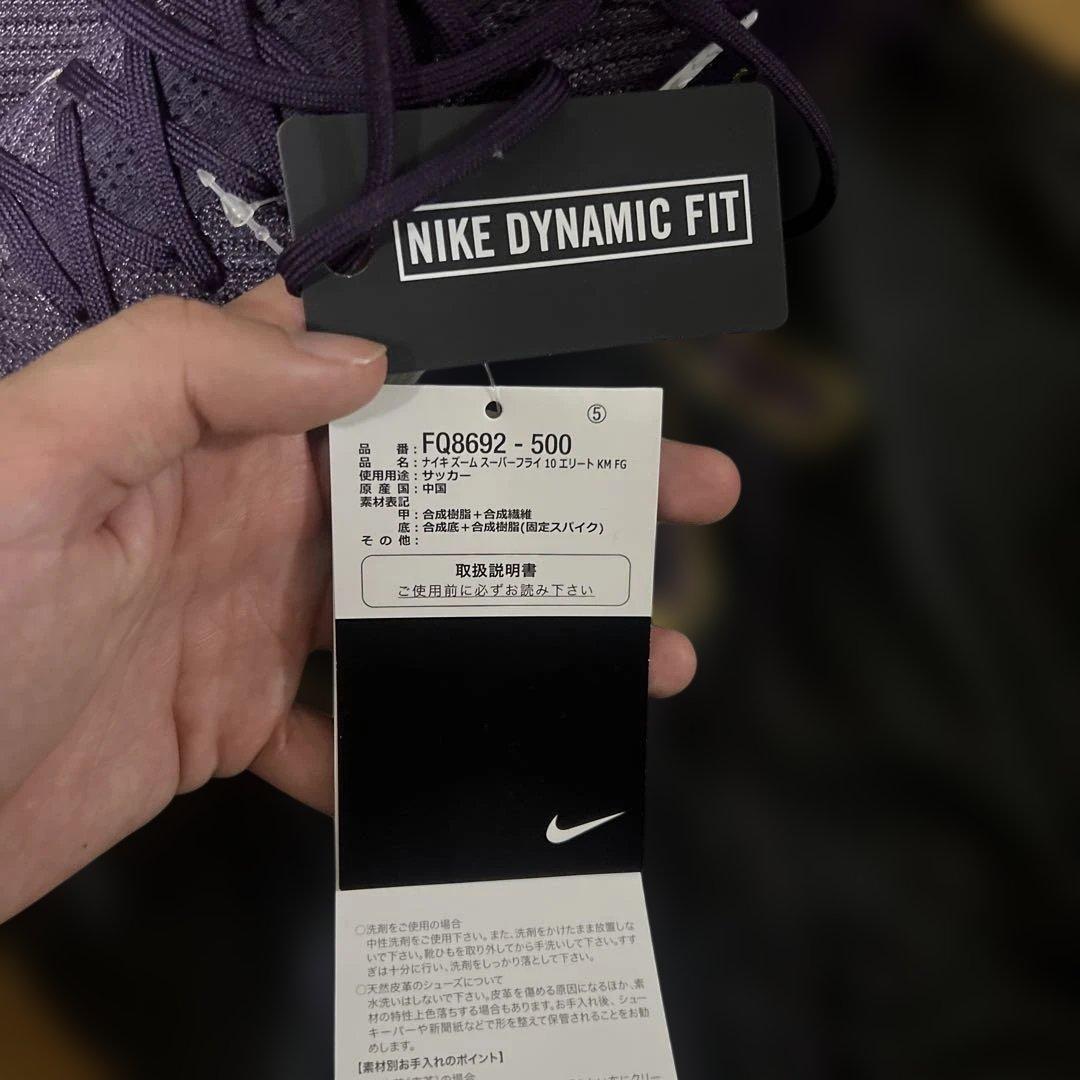 NIKE DYNAMIC FIT
⑤
品 番：FQ8692 - 500
品 名：ナイキ ズーム スーパーフライ 10 エリート KM FG
使用用途：サッカー
原 産 国：中国
素材表記
甲：合成樹脂＋合成繊維
底：合成底＋合成樹脂(固定スパイク)
そ の 他：
取扱説明書
ご使用前に必ずお読み下さい
○洗剤をご使用の場合
中性洗剤をご使用下さい。また、洗剤をかけたまま放置しな
いで下さい。靴ひもを取り外してから手洗いして下さい。すす
ぎは十分に行い、洗剤をしっかり落として下さい。
○天然皮革のシューズについて
水洗いはしないで下さい。皮革を傷める原因になるほか、素
材の特性上色落ちする場合もあります。お手入れ後、シュー
キーパーや新聞紙などで形を整えて保管されることをお勧
めします。
【素材別お手入れのポイント】